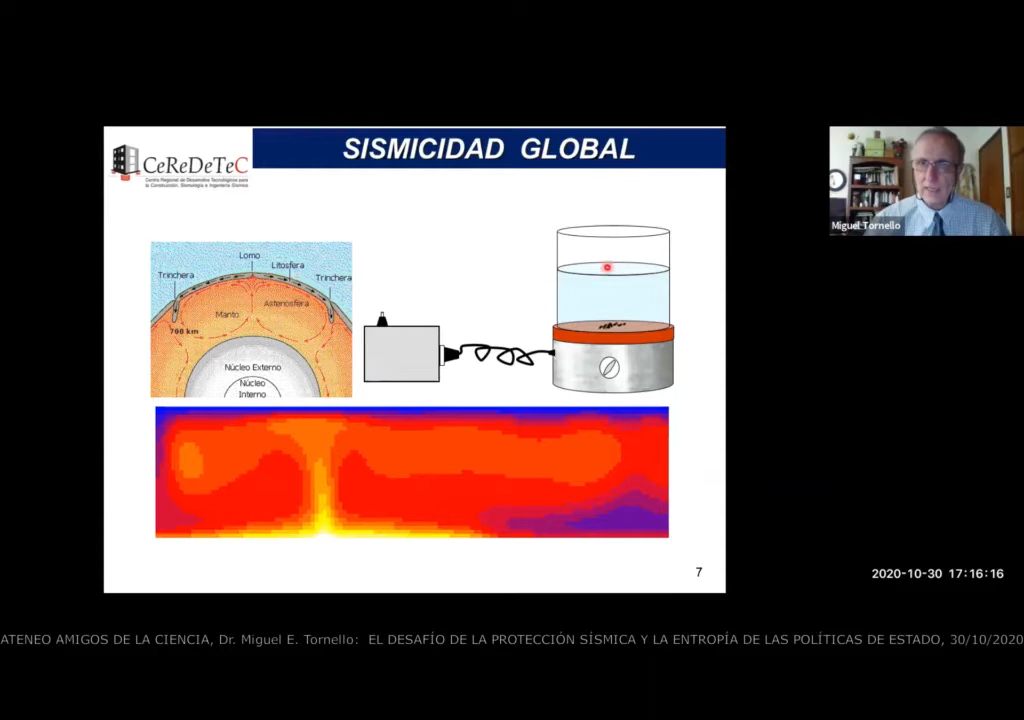 SISMICIDAD GLOBAL
CeReDeTeC
Centro Regional de Desarrollos Tecnológicos para
la Construcción, Sismología e Ingeniería Sísmica
Lomo
Litosfera
Trinchera
Trinchera
Astenosfera
Manto
700 km
Núcleo Externo
Núcleo
Interno
7
Miguel Tornello
2020-10-30 17:16:16
ATENEO AMIGOS DE LA CIENCIA, Dr. Miguel E. Tornello: EL DESAFÍO DE LA PROTECCIÓN SÍSMICA Y LA ENTROPÍA DE LAS POLÍTICAS DE ESTADO, 30/10/2020